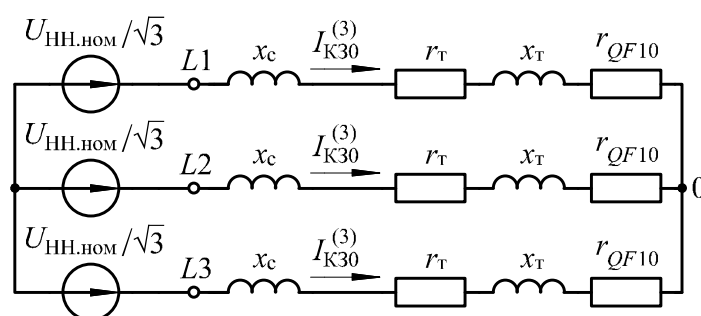 U_НН.ном/√3 L1 x_с I_К30^(3) r_т x_т r_QF10
U_НН.ном/√3 L2 x_с I_К30^(3) r_т x_т r_QF10 0
U_НН.ном/√3 L3 x_с I_К30^(3) r_т x_т r_QF10